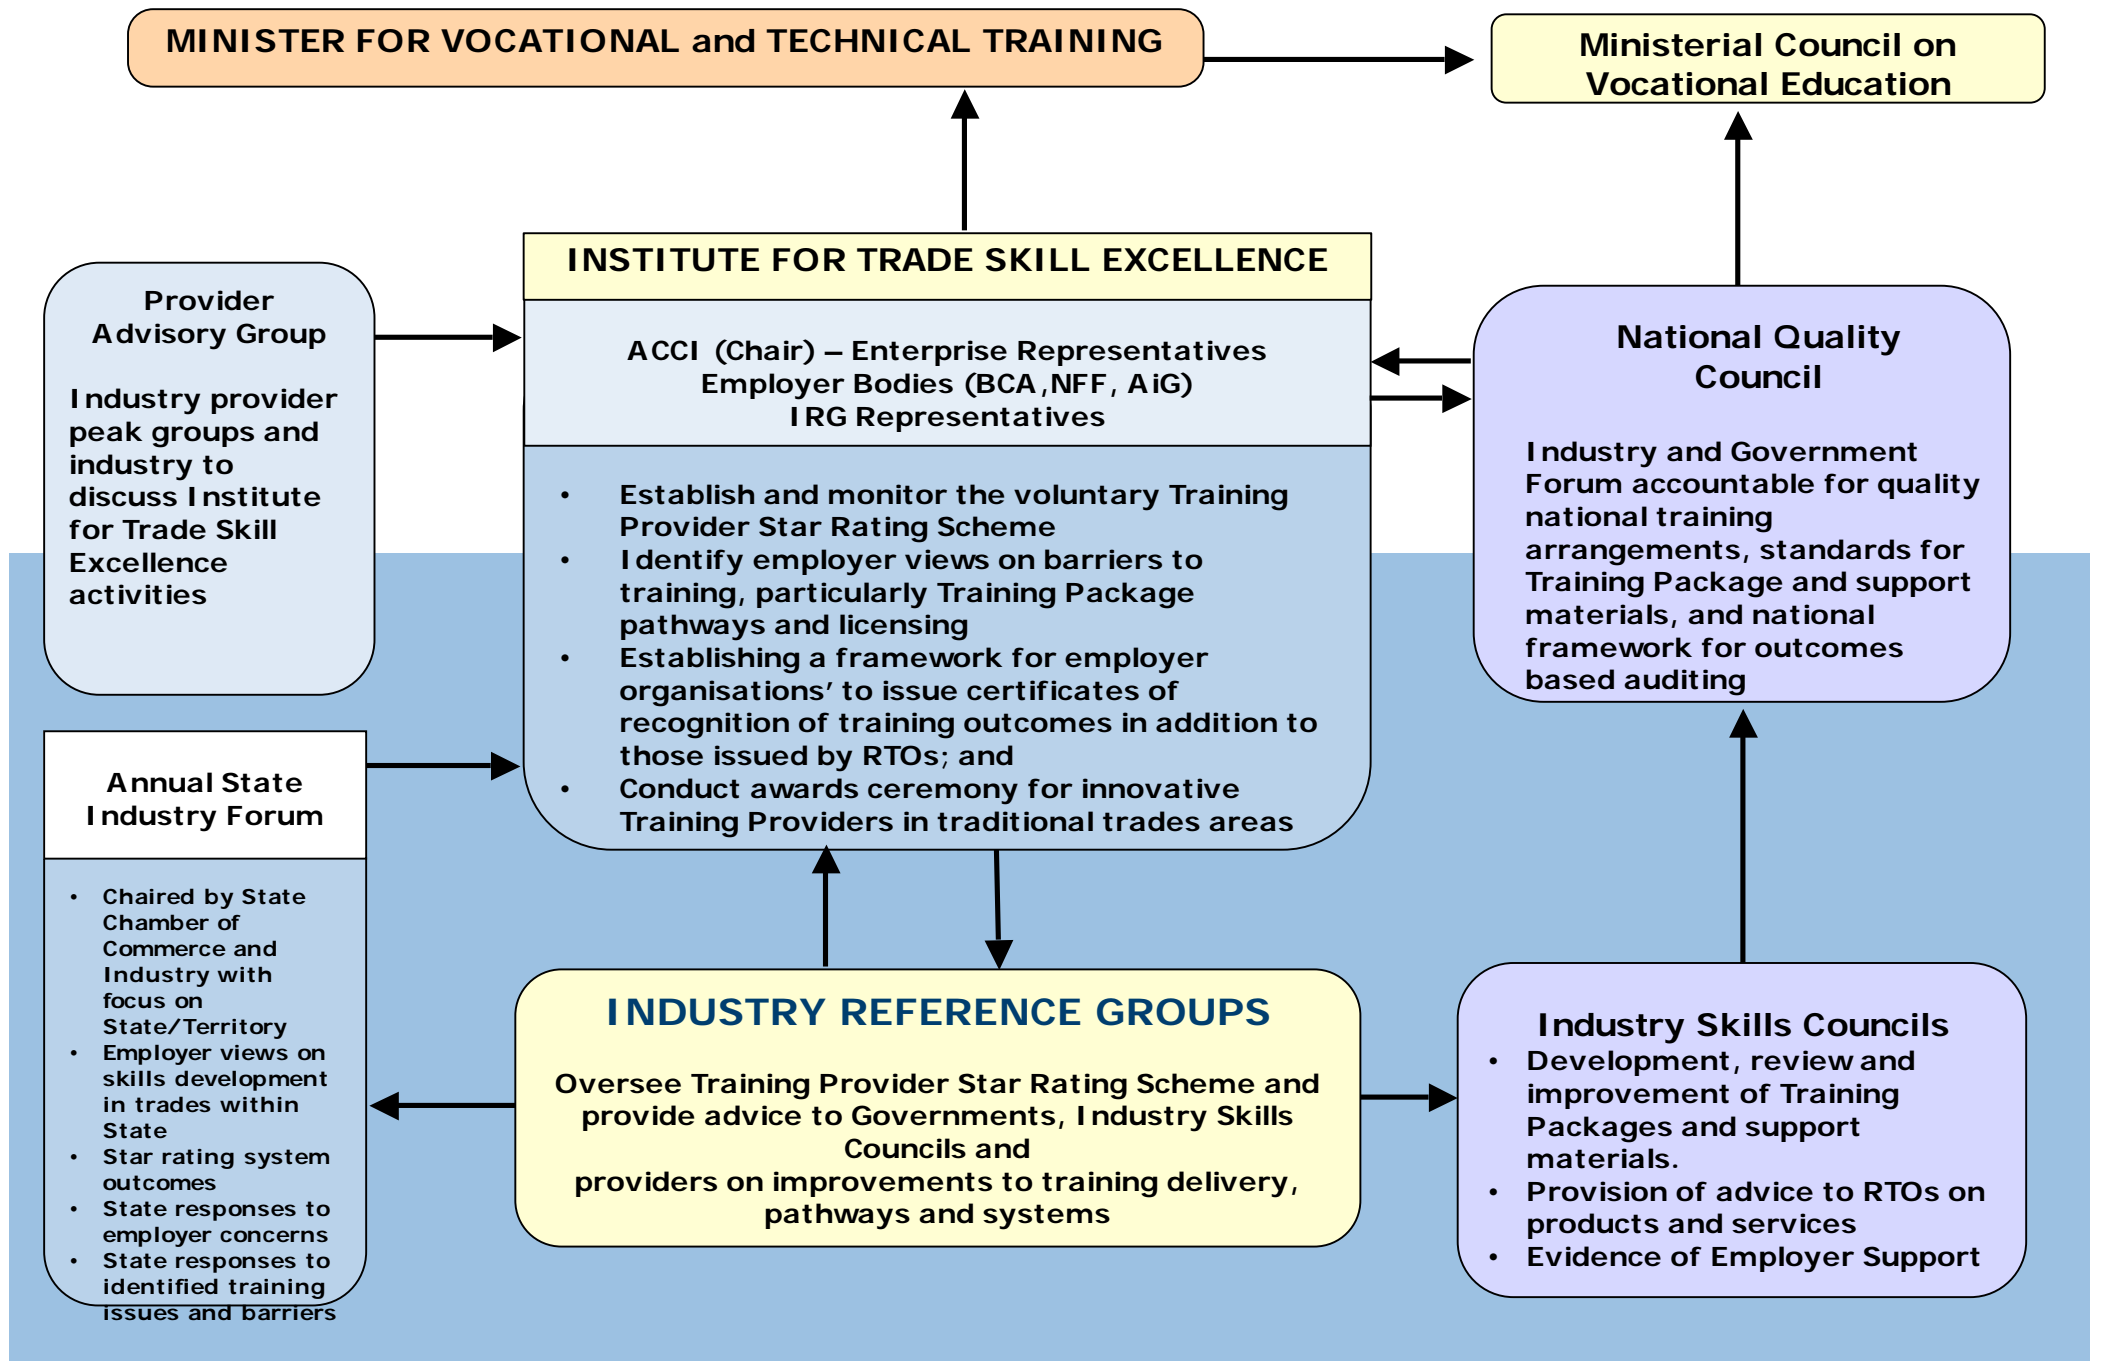 MINISTER FOR VOCATIONAL and TECHNICAL TRAINING
Ministerial Council on
Vocational Education
INSTITUTE FOR TRADE SKILL EXCELLENCE
ACCI (Chair) – Enterprise Representatives
Employer Bodies (BCA,NFF, AiG)
IRG Representatives
• Establish and monitor the voluntary Training
Provider Star Rating Scheme
• Identify employer views on barriers to
training, particularly Training Package
pathways and licensing
• Establishing a framework for employer
organisations’ to issue certificates of
recognition of training outcomes in addition to
those issued by RTOs; and
• Conduct awards ceremony for innovative
Training Providers in traditional trades areas
Provider
Advisory Group
Industry provider
peak groups and
industry to
discuss Institute
for Trade Skill
Excellence
activities
National Quality
Council
Industry and Government
Forum accountable for quality
national training
arrangements, standards for
Training Package and support
materials, and national
framework for outcomes
based auditing
Annual State
Industry Forum
• Chaired by State
Chamber of
Commerce and
Industry with
focus on
State/Territory
• Employer views on
skills development
in trades within
State
• Star rating system
outcomes
• State responses to
employer concerns
• State responses to
identified training
issues and barriers
INDUSTRY REFERENCE GROUPS
Oversee Training Provider Star Rating Scheme and
provide advice to Governments, Industry Skills
Councils and
providers on improvements to training delivery,
pathways and systems
Industry Skills Councils
• Development, review and
improvement of Training
Packages and support
materials.
• Provision of advice to RTOs on
products and services
• Evidence of Employer Support